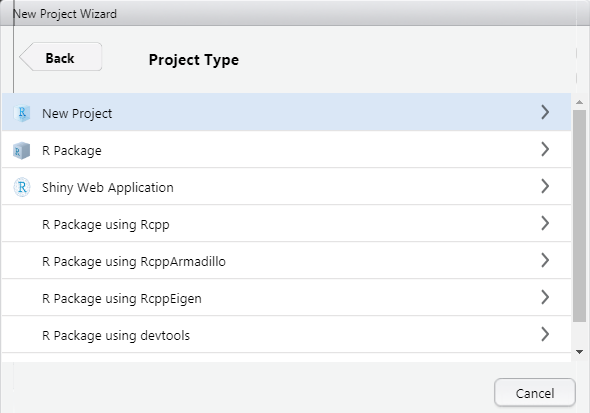 New Project Wizard
Back
Project Type
New Project
R Package
Shiny Web Application
R Package using Rcpp
R Package using RcppArmadillo
R Package using RcppEigen
R Package using devtools
Cancel